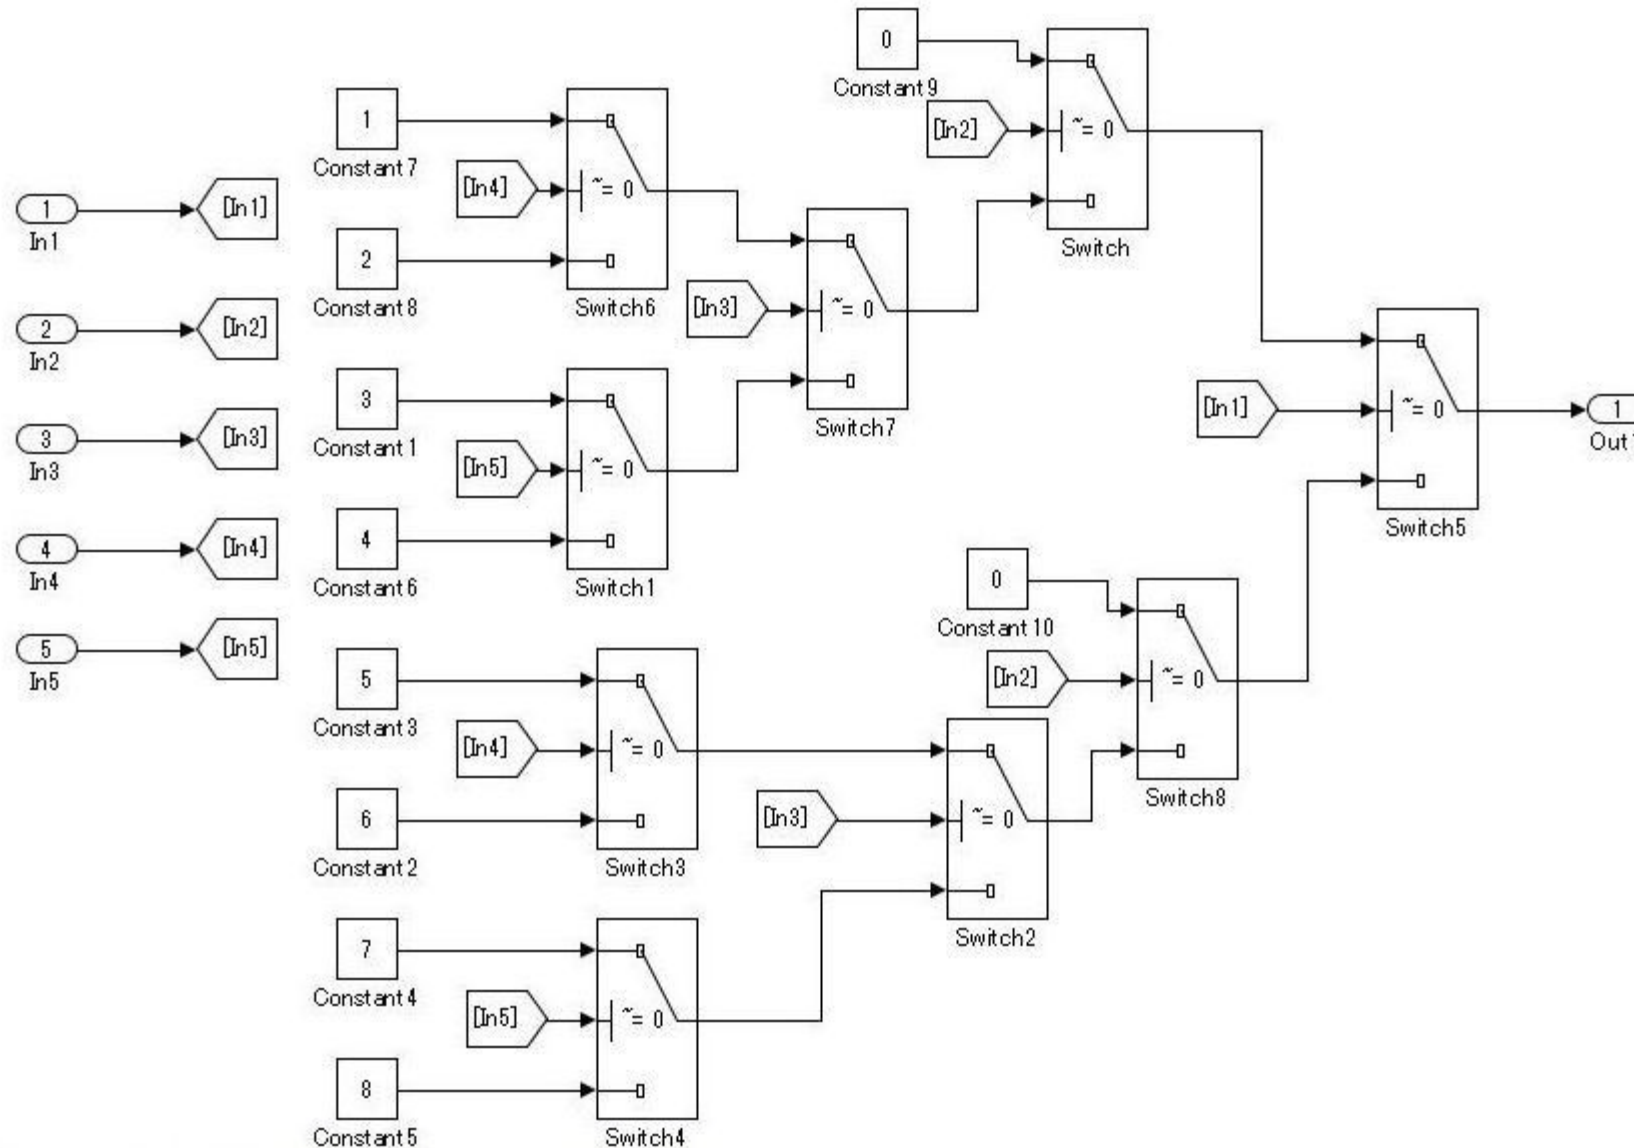 0
Constant9
[In2]
~= 0
Switch
1
Constant7
[In4]
~= 0
2
Constant8
Switch6
1
In1
[In1]
2
In2
[In2]
3
In3
[In3]
4
In4
[In4]
5
In5
[In5]
[In3]
~= 0
Switch7
3
Constant1
[In5]
~= 0
4
Constant6
Switch1
[In1]
~= 0
Switch5
1
0
Constant10
[In2]
~= 0
Switch8
5
Constant3
[In4]
~= 0
6
Constant2
Switch3
[In3]
~= 0
Switch2
7
Constant4
[In5]
~= 0
8
Constant5
Switch4